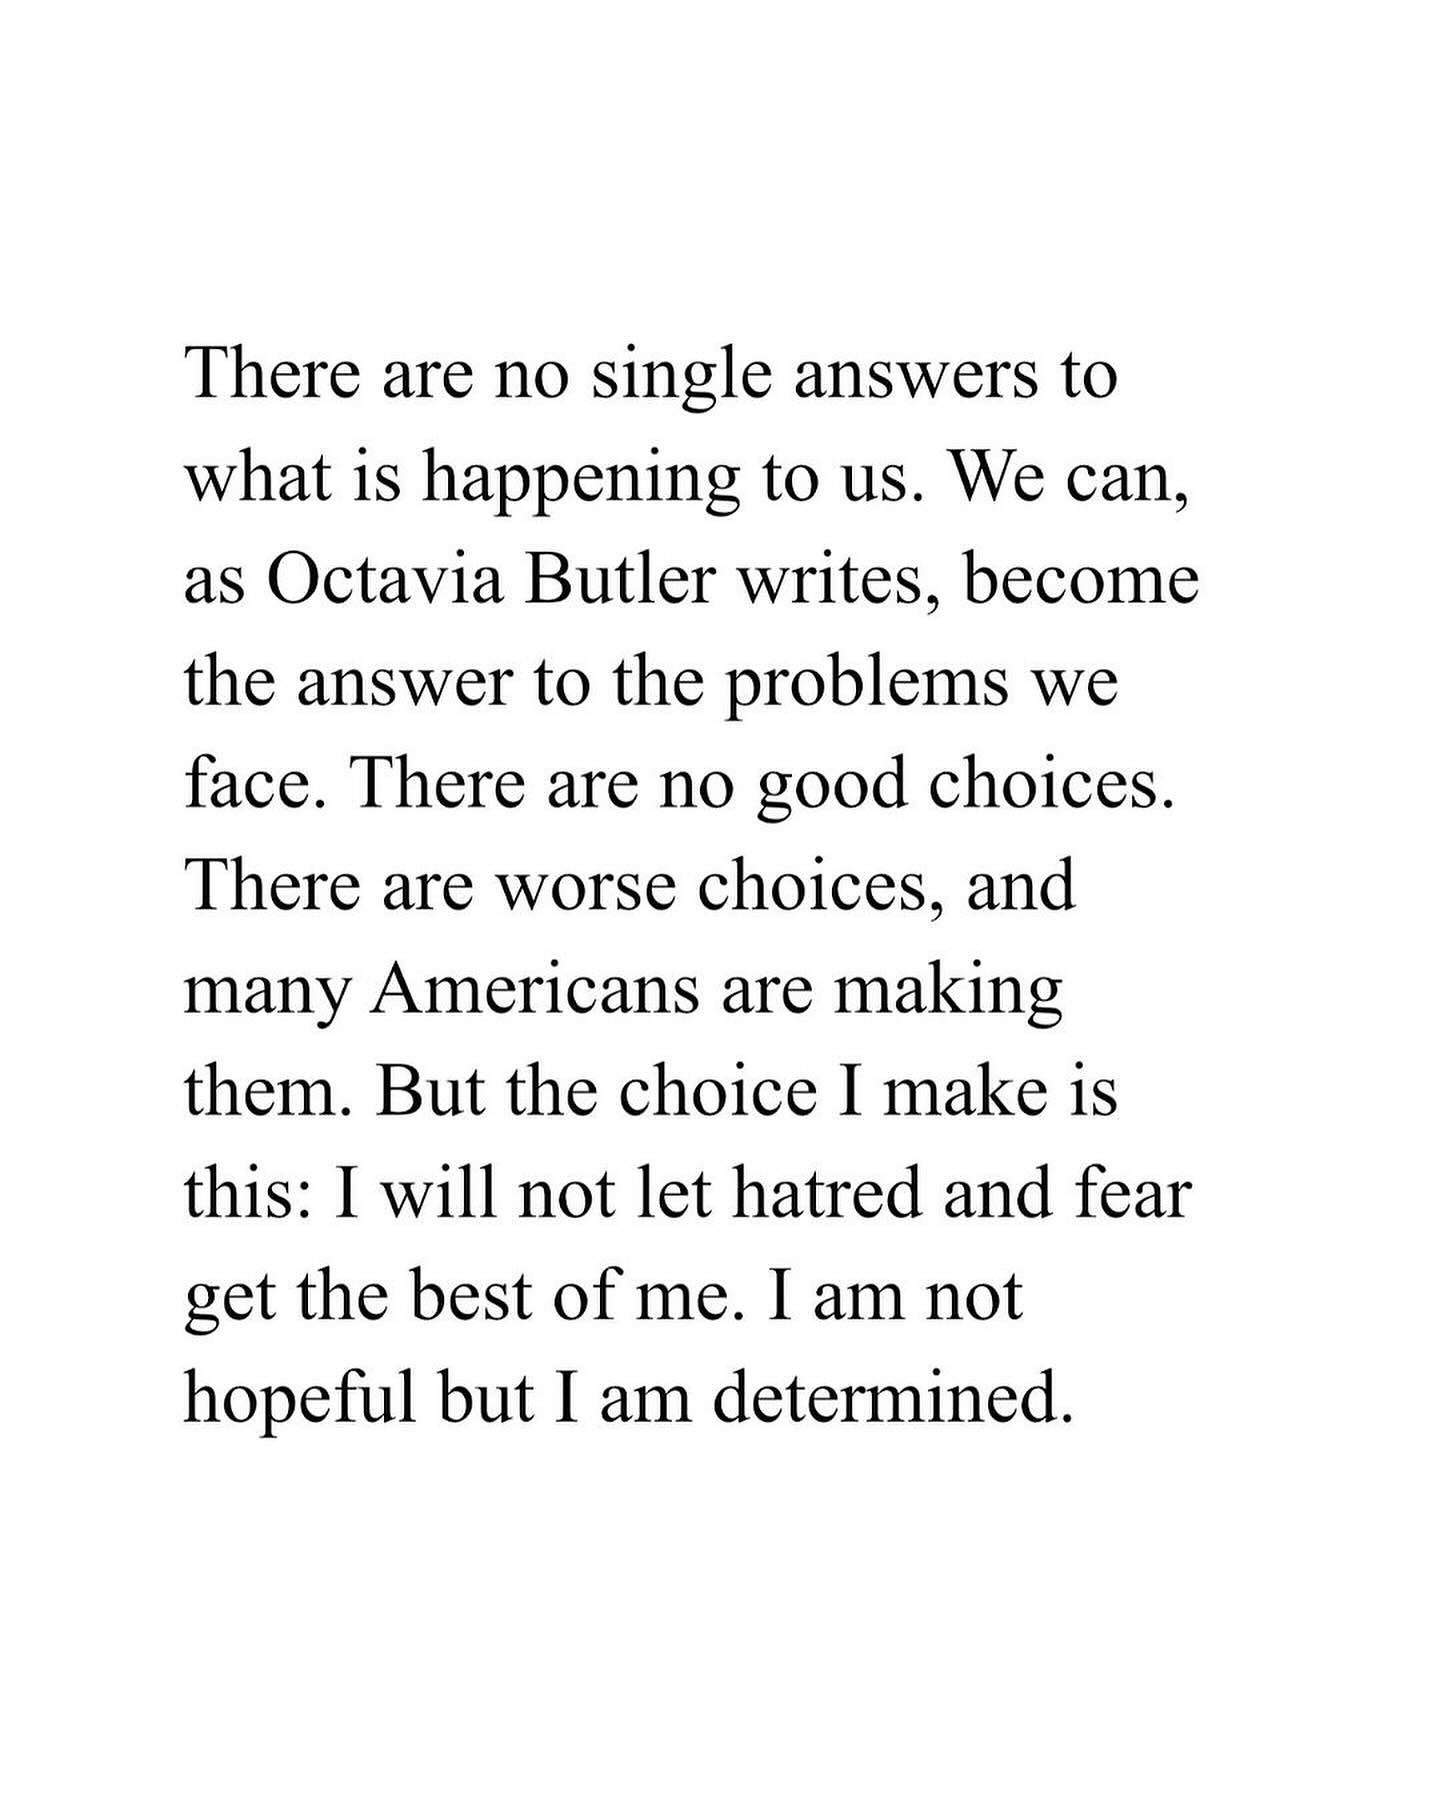 There are no single answers to
what is happening to us. We can,
as Octavia Butler writes, become
the answer to the problems we
face. There are no good choices.
There are worse choices, and
many Americans are making
them. But the choice I make is
this: I will not let hatred and fear
get the best of me. I am not
hopeful but I am determined.